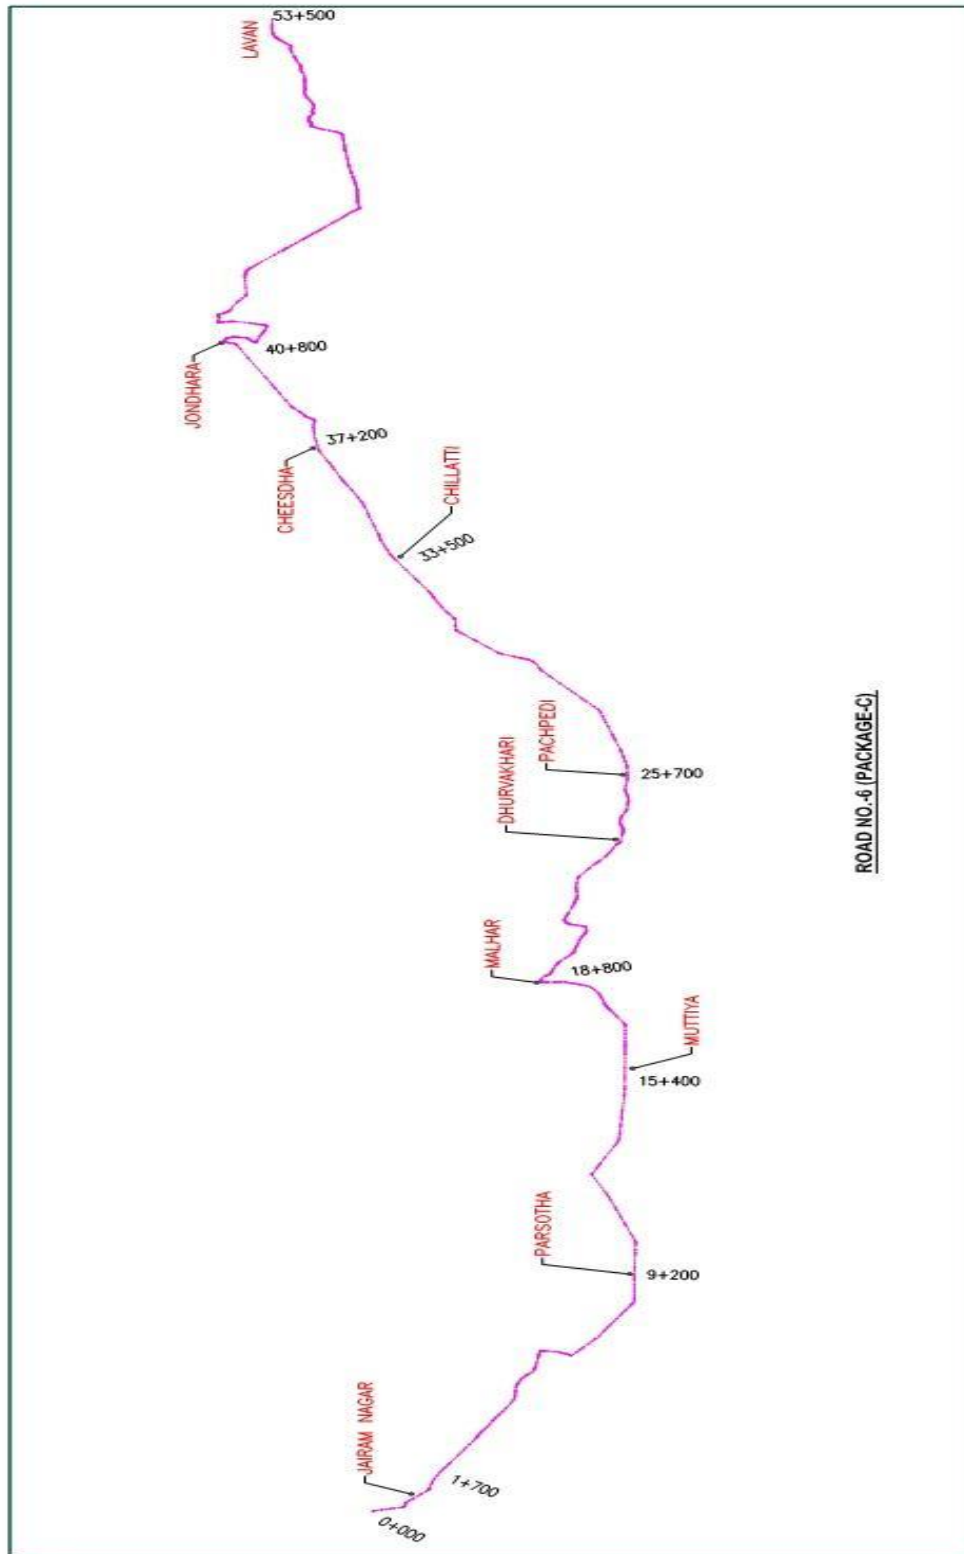 53+500
LAVAN
JONDHARA
40+800
CHEESDHA
37+200
CHILLATTI
33+500
PACHPEDI
DHURVAKHARI
25+700
MALHAR
18+800
MUTTIYA
15+400
PARSOTHA
9+200
JAIRAM NAGAR
1+700
0+000
ROAD NO.-6 (PACKAGE-C)